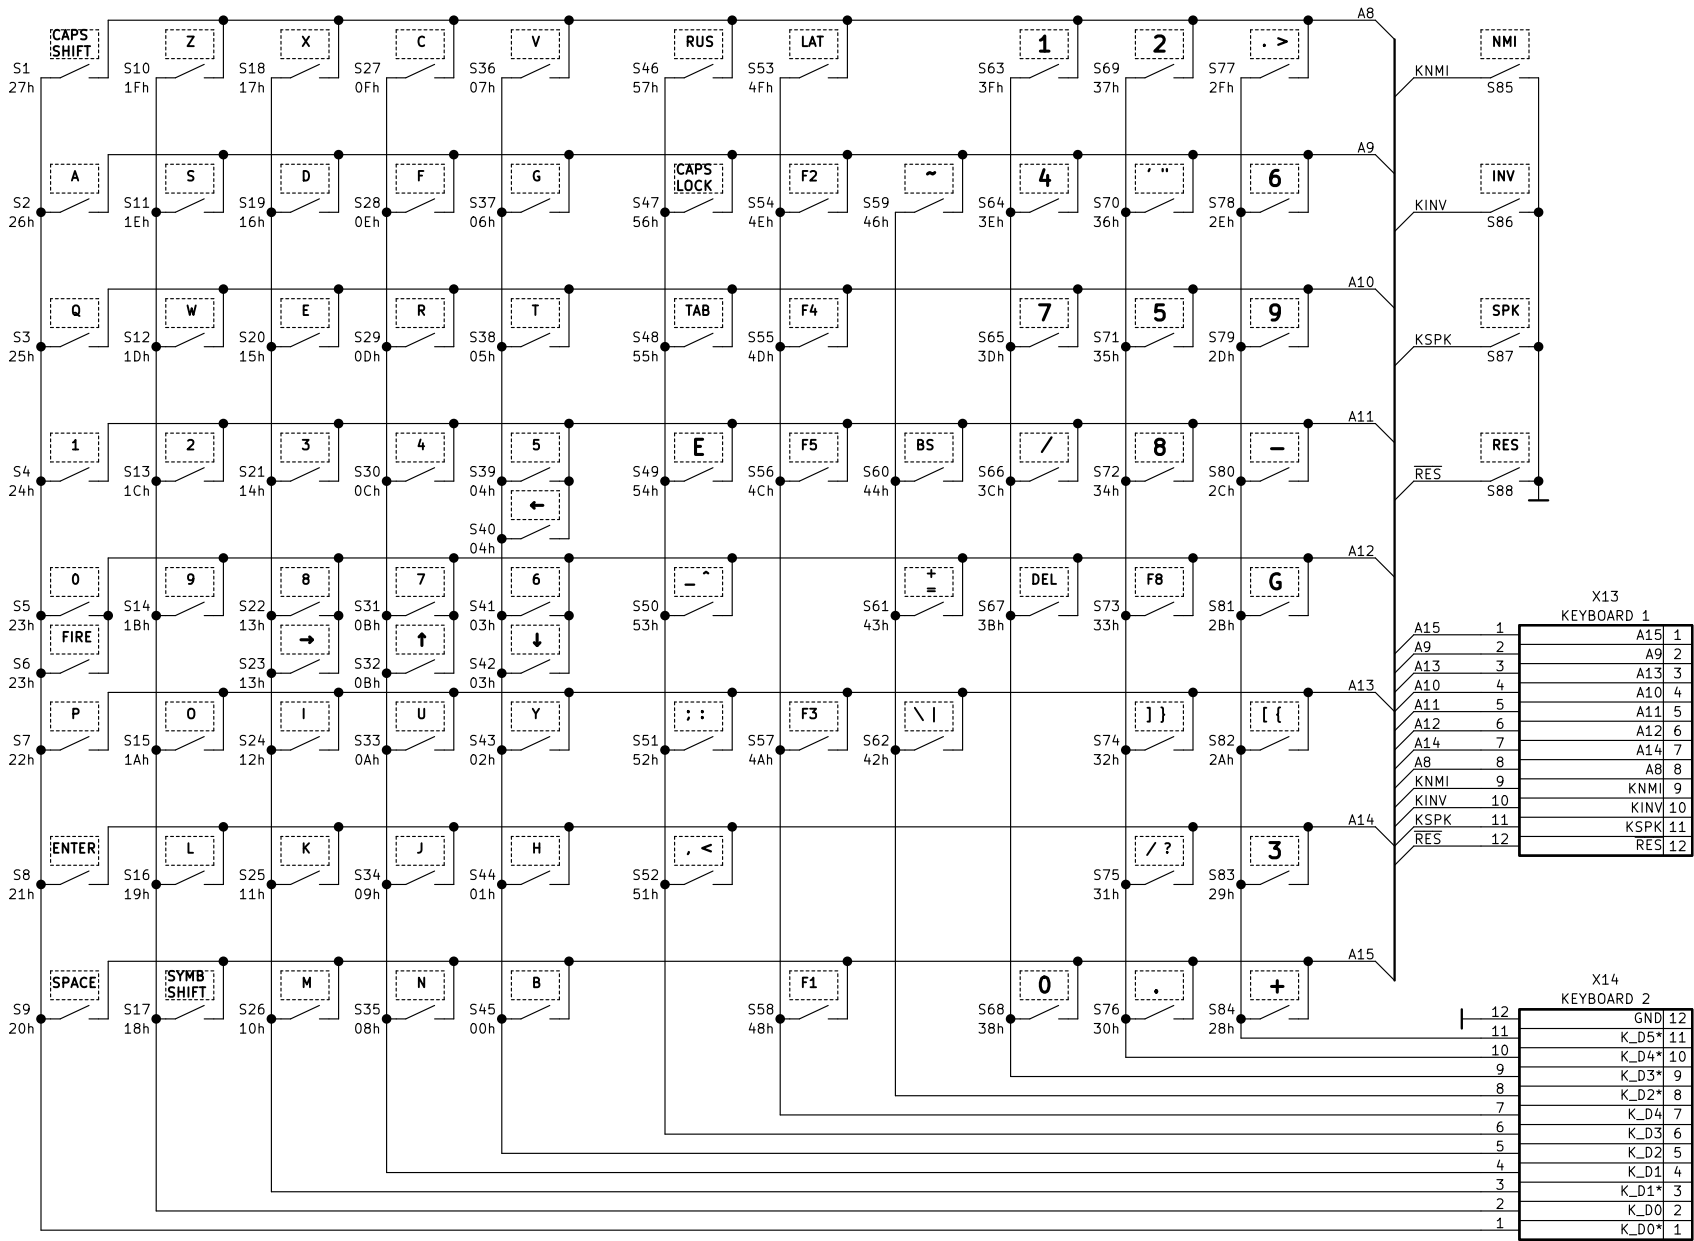 A8
CAPS SHIFT
Z
X
C
V
RUS
LAT
1
2
. >
NMI
S1 27h
S10 1Fh
S18 17h
S27 0Fh
S36 07h
S46 57h
S53 4Fh
S63 3Fh
S69 37h
S77 2Fh
KNMI
S85
A9
A
S
D
F
G
CAPS LOCK
F2
~
4
' "
6
INV
S2 26h
S11 1Eh
S19 16h
S28 0Eh
S37 06h
S47 56h
S54 4Eh
S59 46h
S64 3Eh
S70 36h
S78 2Eh
KINV
S86
A10
Q
W
E
R
T
TAB
F4
7
5
9
SPK
S3 25h
S12 1Dh
S20 15h
S29 0Dh
S38 05h
S48 55h
S55 4Dh
S65 3Dh
S71 35h
S79 2Dh
KSPK
S87
A11
1
2
3
4
5
E
F5
BS
/
8
-
RES
S4 24h
S13 1Ch
S21 14h
S30 0Ch
S39 04h
S49 54h
S56 4Ch
S60 44h
S66 3Ch
S72 34h
S80 2Ch
RES
S88
←
S40 04h
A12
0
9
8
7
6
_ ^
+ =
DEL
F8
G
S5 23h
S14 1Bh
S22 13h
S31 0Bh
S41 03h
S50 53h
S61 43h
S67 3Bh
S73 33h
S81 2Bh
FIRE
→
↑
↓
S6 23h
S23 13h
S32 0Bh
S42 03h
A13
P
O
I
U
Y
; :
F3
\ |
] }
[ {
S7 22h
S15 1Ah
S24 12h
S33 0Ah
S43 02h
S51 52h
S57 4Ah
S62 42h
S74 32h
S82 2Ah
A14
ENTER
L
K
J
H
, <
/ ?
3
S8 21h
S16 19h
S25 11h
S34 09h
S44 01h
S52 51h
S75 31h
S83 29h
A15
SPACE
SYMB SHIFT
M
N
B
F1
0
.
+
S9 20h
S17 18h
S26 10h
S35 08h
S45 00h
S58 48h
S68 38h
S76 30h
S84 28h
X13
KEYBOARD 1
A15 1 A15 1
A9 2 A9 2
A13 3 A13 3
A10 4 A10 4
A11 5 A11 5
A12 6 A12 6
A14 7 A14 7
A8 8 A8 8
KNMI 9 KNMI 9
KINV 10 KINV 10
KSPK 11 KSPK 11
RES 12 RES 12
X14
KEYBOARD 2
12 GND 12
11 K_D5* 11
10 K_D4* 10
9 K_D3* 9
8 K_D2* 8
7 K_D4 7
6 K_D3 6
5 K_D2 5
4 K_D1 4
3 K_D1* 3
2 K_D0 2
1 K_D0* 1